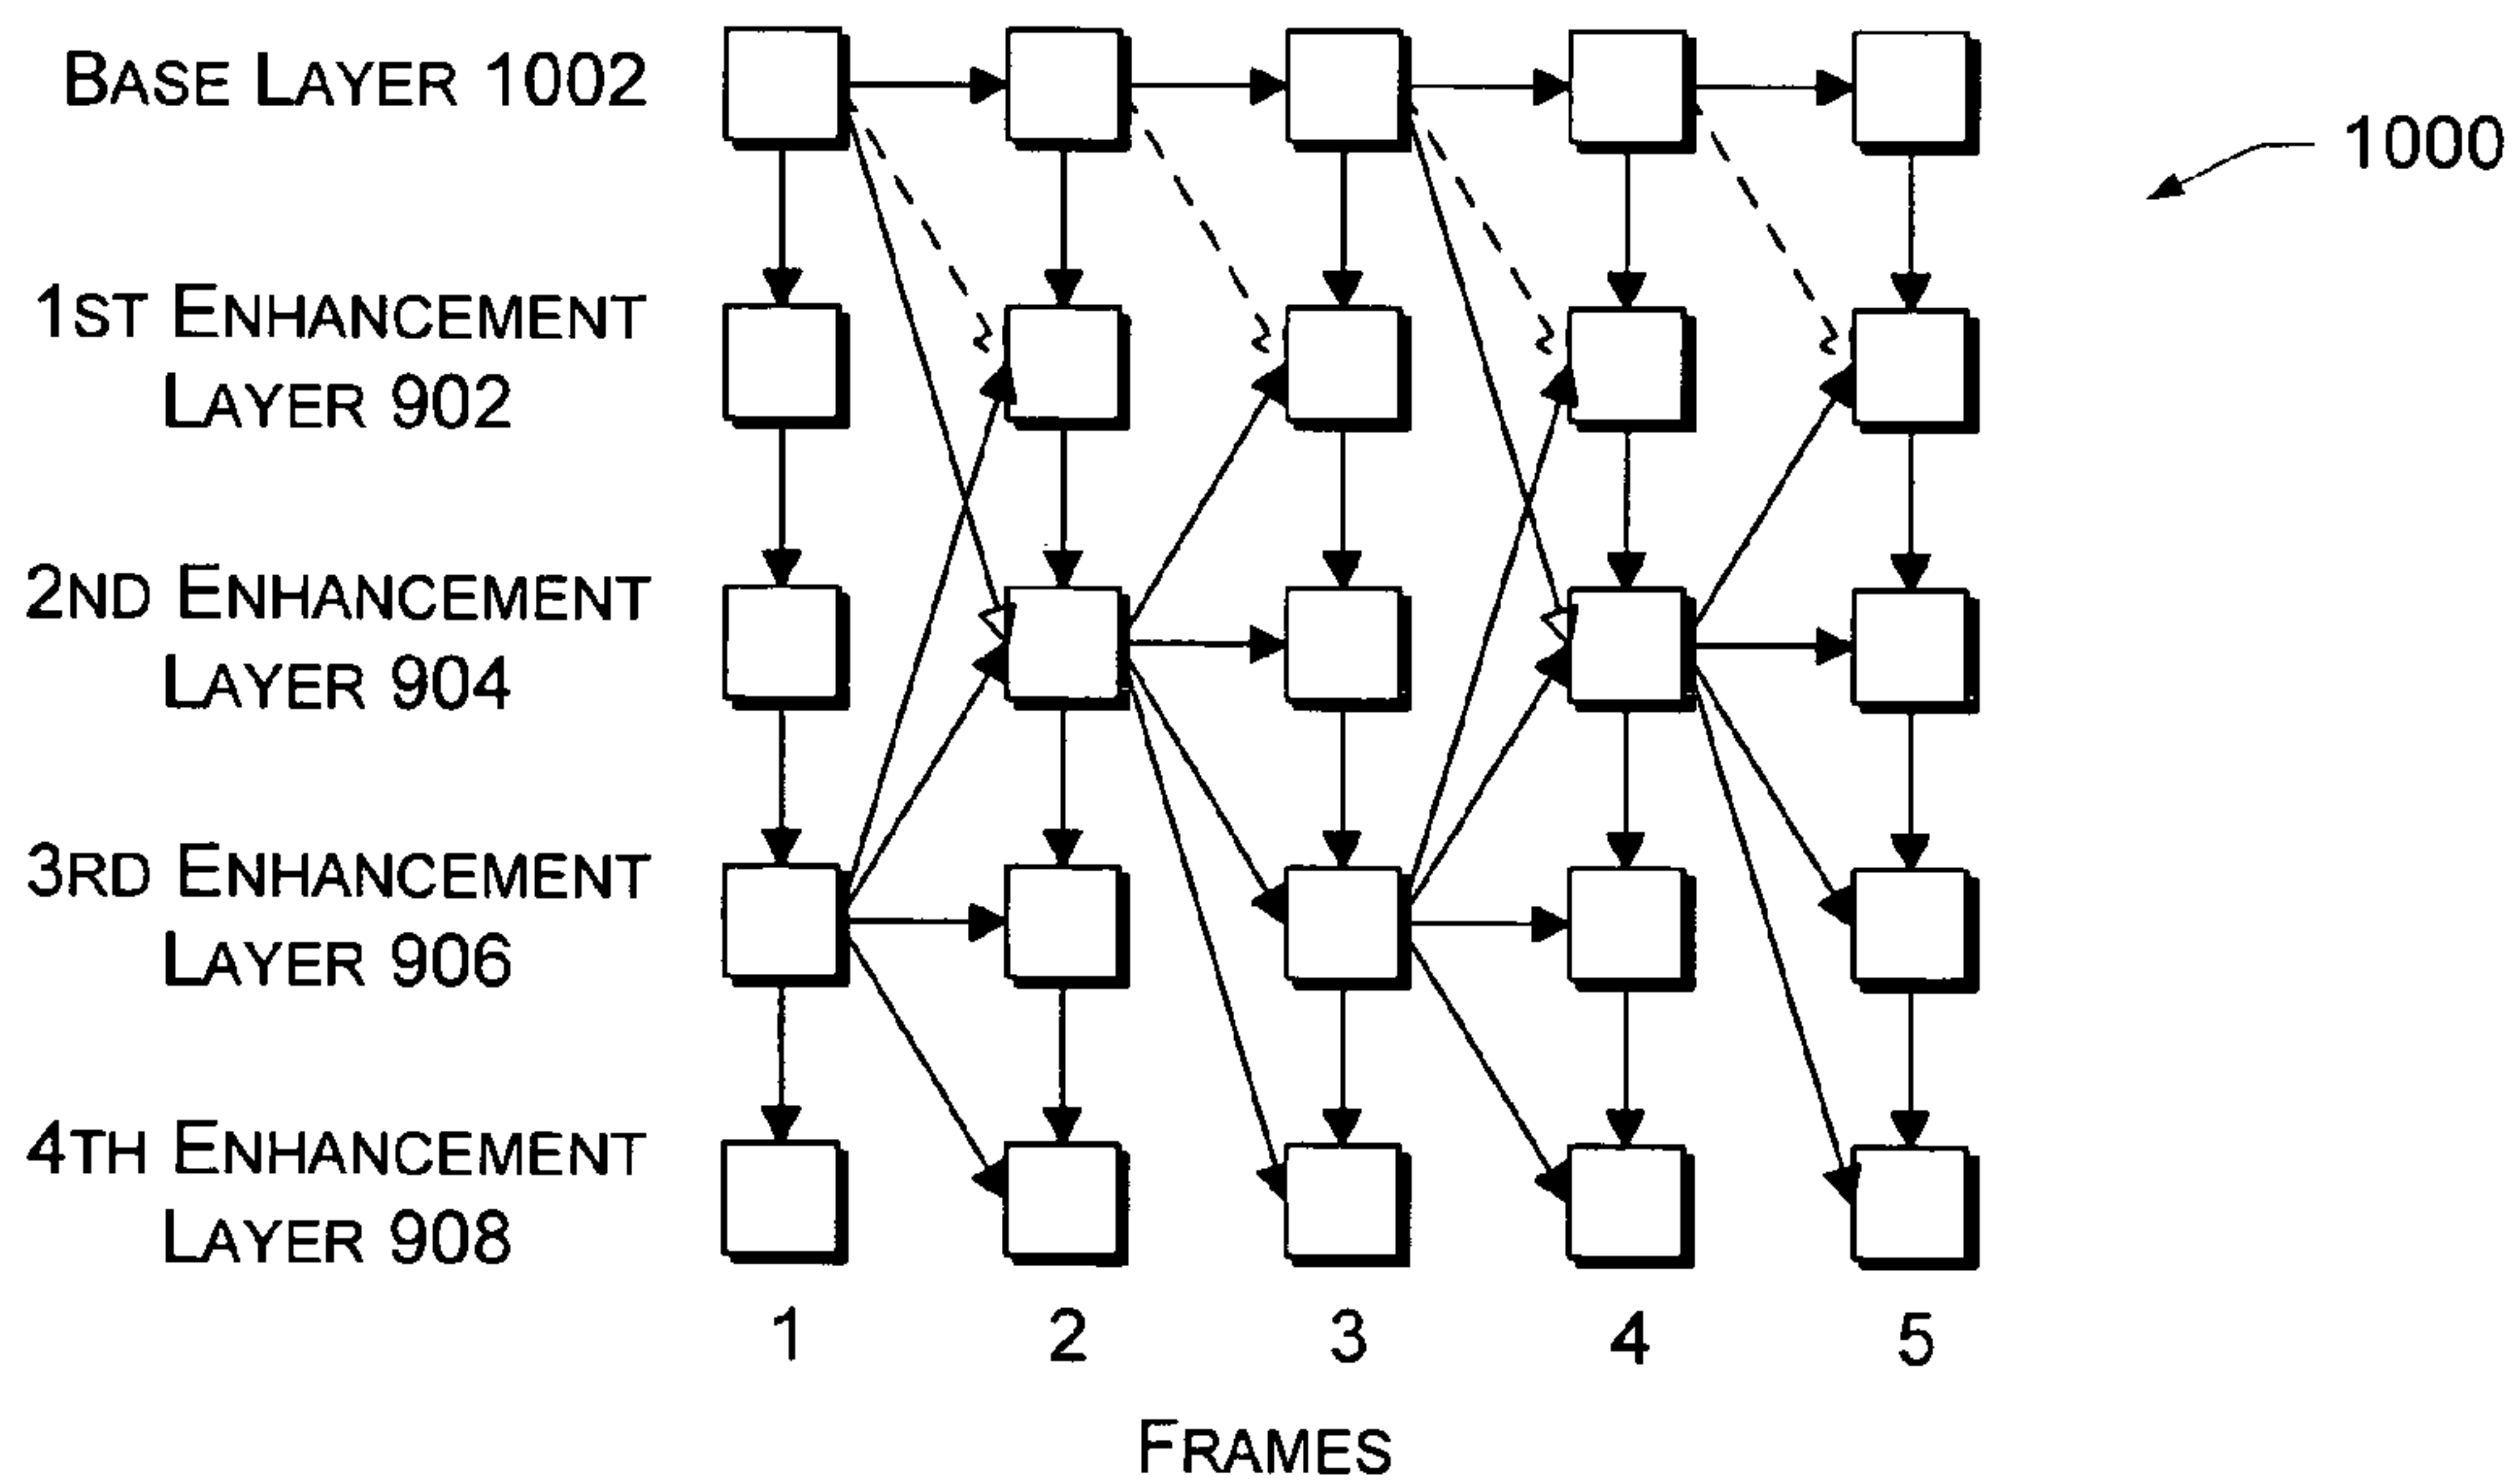 BASE LAYER 1002
1000
1ST ENHANCEMENT
LAYER 902
2ND ENHANCEMENT
LAYER 904
3RD ENHANCEMENT
LAYER 906
4TH ENHANCEMENT
LAYER 908
1 2 3 4 5
FRAMES